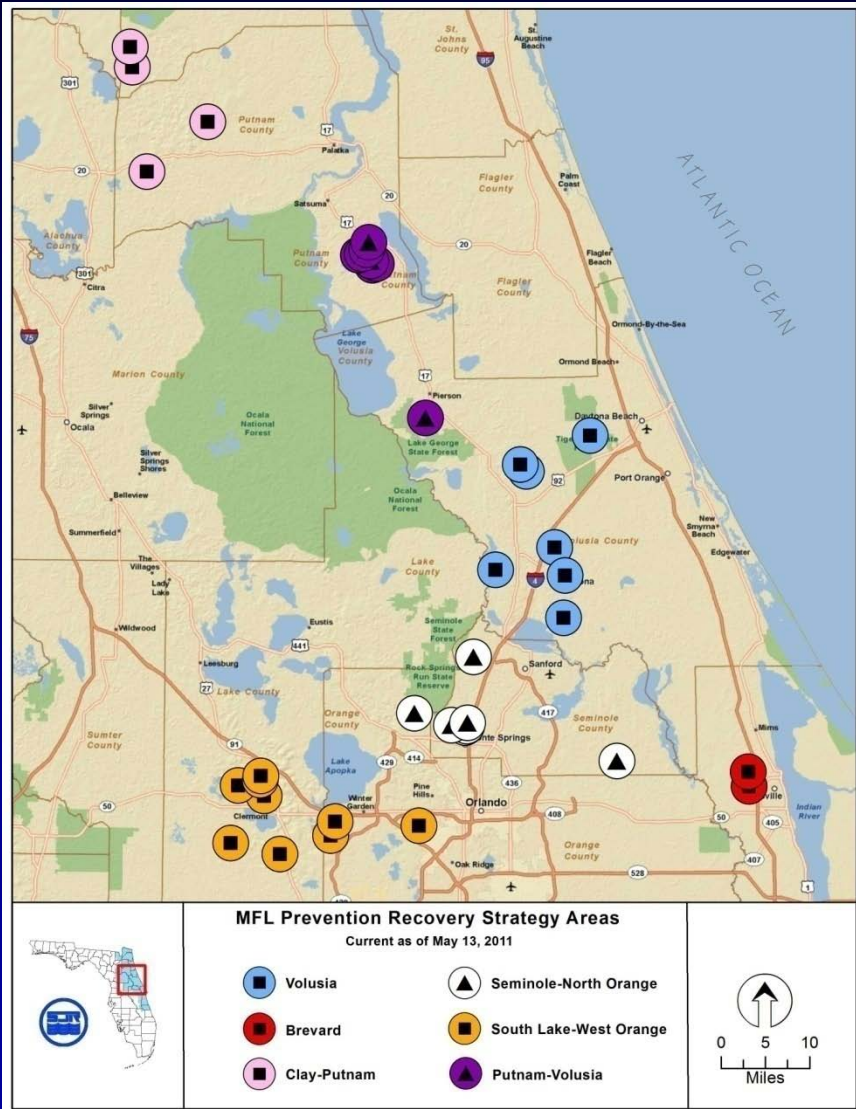 St. Johns County
St. Augustine Beach
95
301
Putnam County
17
Palatka
20
Flagler County
Palm Coast
ATLANTIC OCEAN
20
Satsuma
17
Alachua County
Putnam County
20
Flagler Beach
301
Citra
Flagler County
75
Lake George
Volusia County
Ormond-By-the-Sea
17
Ormond Beach
Marion County
Pierson
Silver Springs
Ocala
Ocala National Forest
Daytona Beach
Lake George State Forest
Silver Springs Shores
92
Port Orange
Ocala National Forest
Belleview
New Smyrna Beach
Summerfield
Edgewater
The Villages
Lake County
Lady Lake
4
Eustis
Seminole State Forest
Wildwood
441
Sanford
Leesburg
Rock Springs Run State Reserve
27
Lake County
Orange County
417
Seminole County
Mims
Sumter County
91
Lake Apopka
429
414
436
50
Winter Garden
Pine Hills
Orlando
408
50
405
Indian River
Clermont
Orange County
Oak Ridge
528
407
1
MFL Prevention Recovery Strategy Areas
Current as of May 13, 2011
Volusia
Seminole-North Orange
Brevard
South Lake-West Orange
Clay-Putnam
Putnam-Volusia
0 5 10
Miles